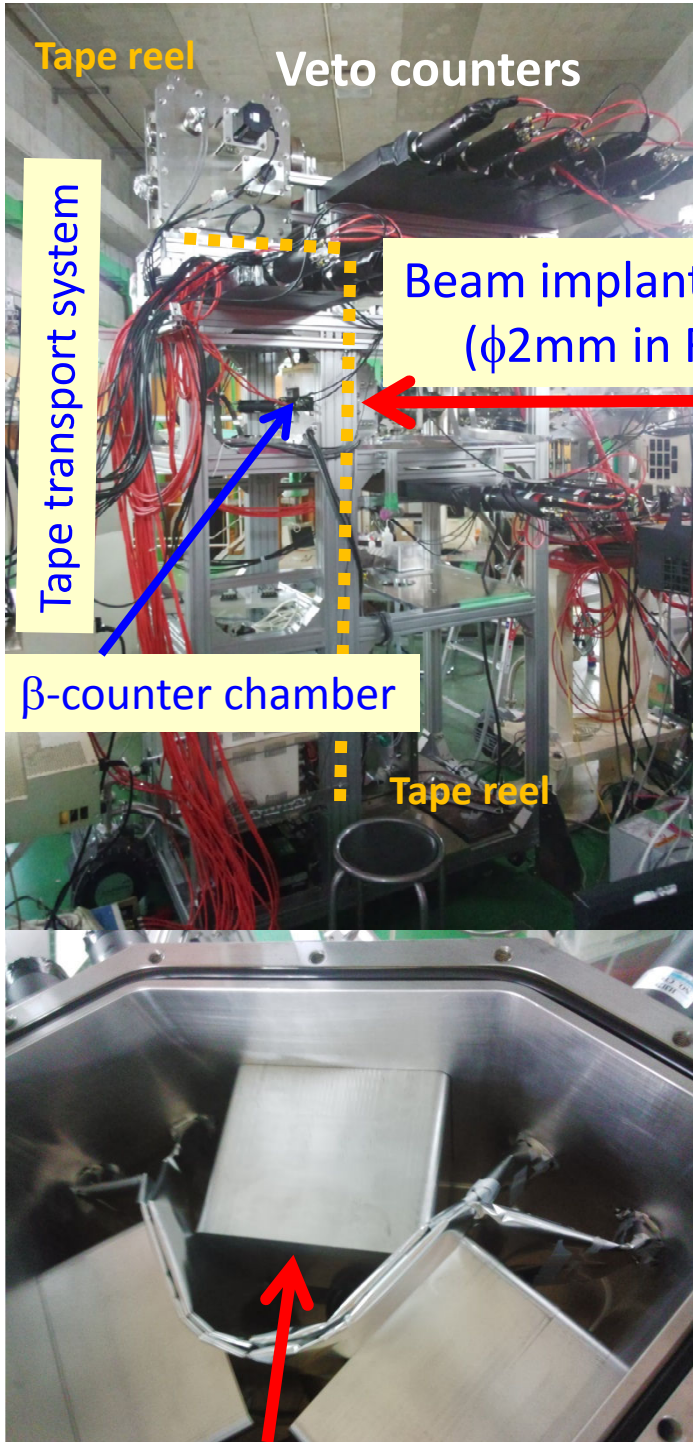 Tape reel
Veto counters
Tape transport system
Beam implant
(ϕ2mm in
β-counter chamber
Tape reel